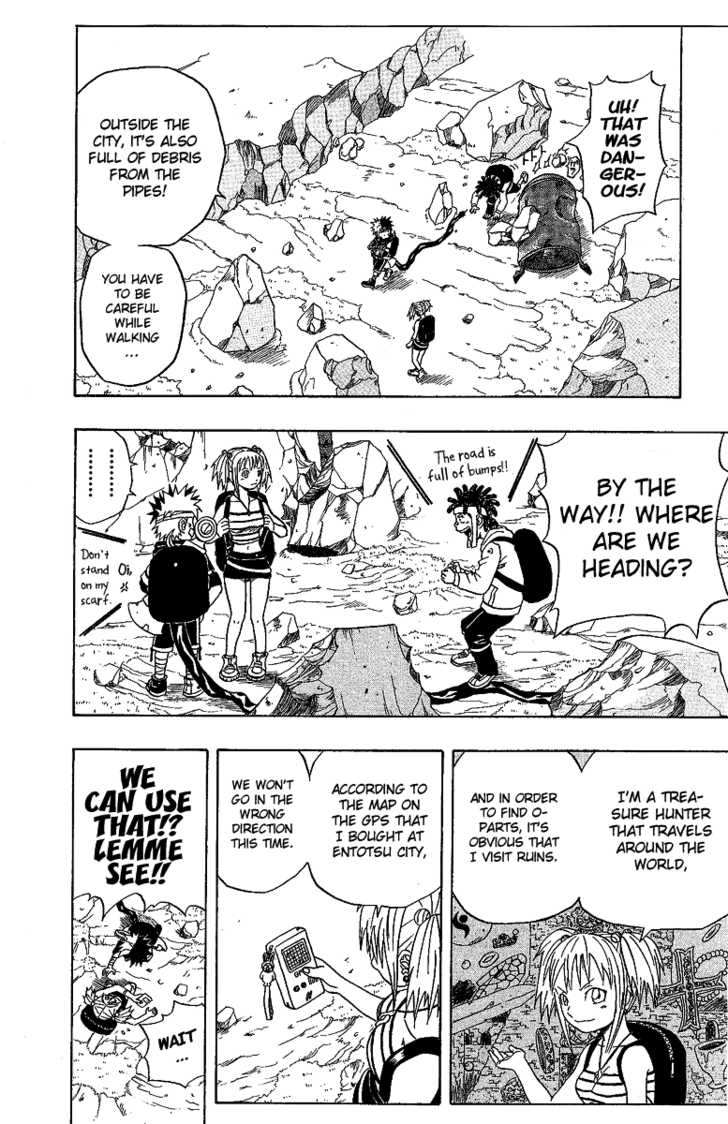 UH!
THAT
WAS
DAN-
GER-
OUS!
OUTSIDE THE
CITY, IT'S ALSO
FULL OF DEBRIS
FROM THE
PIPES!
YOU HAVE
TO BE
CAREFUL
WHILE
WALKING
...
BY THE
WAY!! WHERE
ARE WE
HEADING?
The road is
full of bumps!!
........
Oi,
Don't
stand
on my
scarf.
I'M A TREA-
SURE HUNTER
THAT TRAVELS
AROUND THE
WORLD,
AND IN ORDER
TO FIND O-
PARTS, IT'S
OBVIOUS THAT
I VISIT RUINS.
ACCORDING TO
THE MAP ON
THE GPS THAT
I BOUGHT AT
ENTOTSU CITY,
WE WON'T
GO IN THE
WRONG
DIRECTION
THIS TIME.
WE
CAN USE
THAT!?
LEMME
SEE!!
WAIT
...